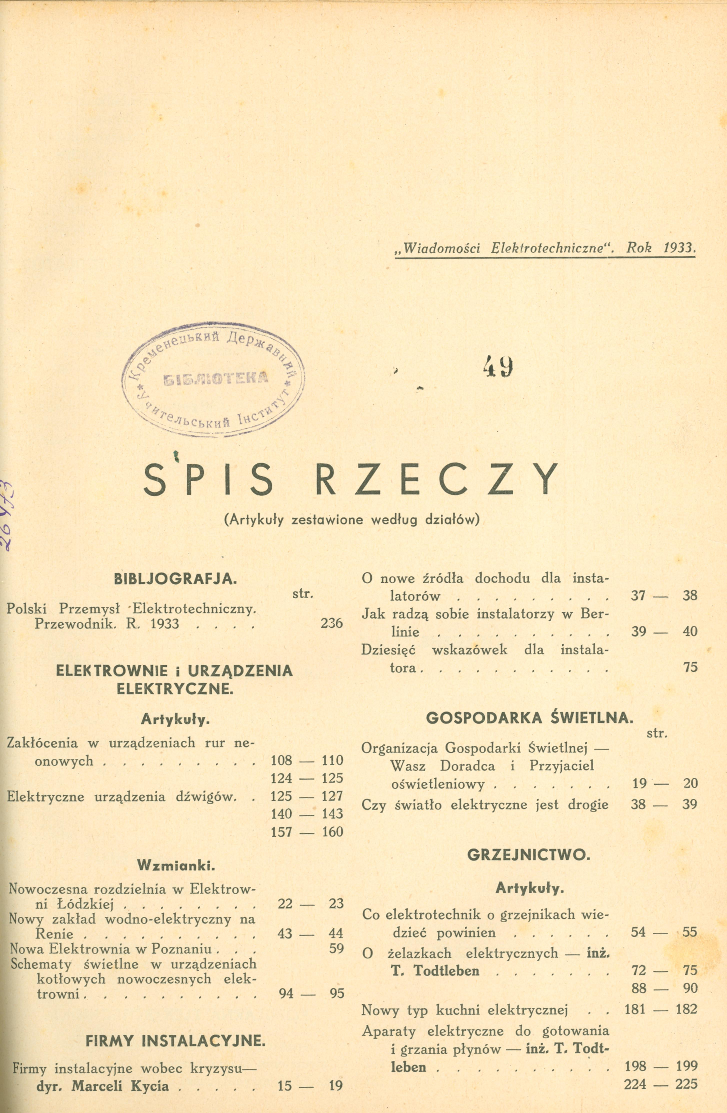 „Wiadomości Elektrotechniczne“. Rok 1933.
Кременецький Державний
БІБЛІОТЕКА
Учительський Інститут
49
26473
SPIS RZECZY
(Artykuły zestawione według działów)
BIBLJOGRAFJA.
str.
Polski Przemysł Elektrotechniczny.
Przewodnik. R. 1933 . . . . 236
ELEKTROWNIE i URZĄDZENIA
ELEKTRYCZNE.
Artykuły.
Zakłócenia w urządzeniach rur ne-
onowych . . . . . . . . . 108 — 110
124 — 125
Elektryczne urządzenia dźwigów. . 125 — 127
140 — 143
157 — 160
Wzmianki.
Nowoczesna rozdzielnia w Elektrow-
ni Łódzkiej . . . . . . . . 22 — 23
Nowy zakład wodno-elektryczny na
Renie . . . . . . . . . . 43 — 44
Nowa Elektrownia w Poznaniu . . . 59
Schematy świetlne w urządzeniach
kotłowych nowoczesnych elek-
trowni . . . . . . . . . . 94 — 95
FIRMY INSTALACYJNE.
Firmy instalacyjne wobec kryzysu—
dyr. Marceli Kycia . . . . . 15 — 19
O nowe źródła dochodu dla insta-
latorów . . . . . . . . . 37 — 38
Jak radzą sobie instalatorzy w Ber-
linie . . . . . . . . . . 39 — 40
Dziesięć wskazówek dla instala-
tora . . . . . . . . . . . 75
GOSPODARKA ŚWIETLNA.
str.
Organizacja Gospodarki Świetlnej —
Wasz Doradca i Przyjaciel
oświetleniowy . . . . . . . 19 — 20
Czy światło elektryczne jest drogie 38 — 39
GRZEJNICTWO.
Artykuły.
Co elektrotechnik o grzejnikach wie-
dzieć powinien . . . . . . 54 — 55
O żelazkach elektrycznych — inż.
T. Todtleben . . . . . . . 72 — 75
88 — 90
Nowy typ kuchni elektrycznej . . 181 — 182
Aparaty elektryczne do gotowania
i grzania płynów — inż. T. Todt-
leben . . . . . . . . . . 198 — 199
224 — 225